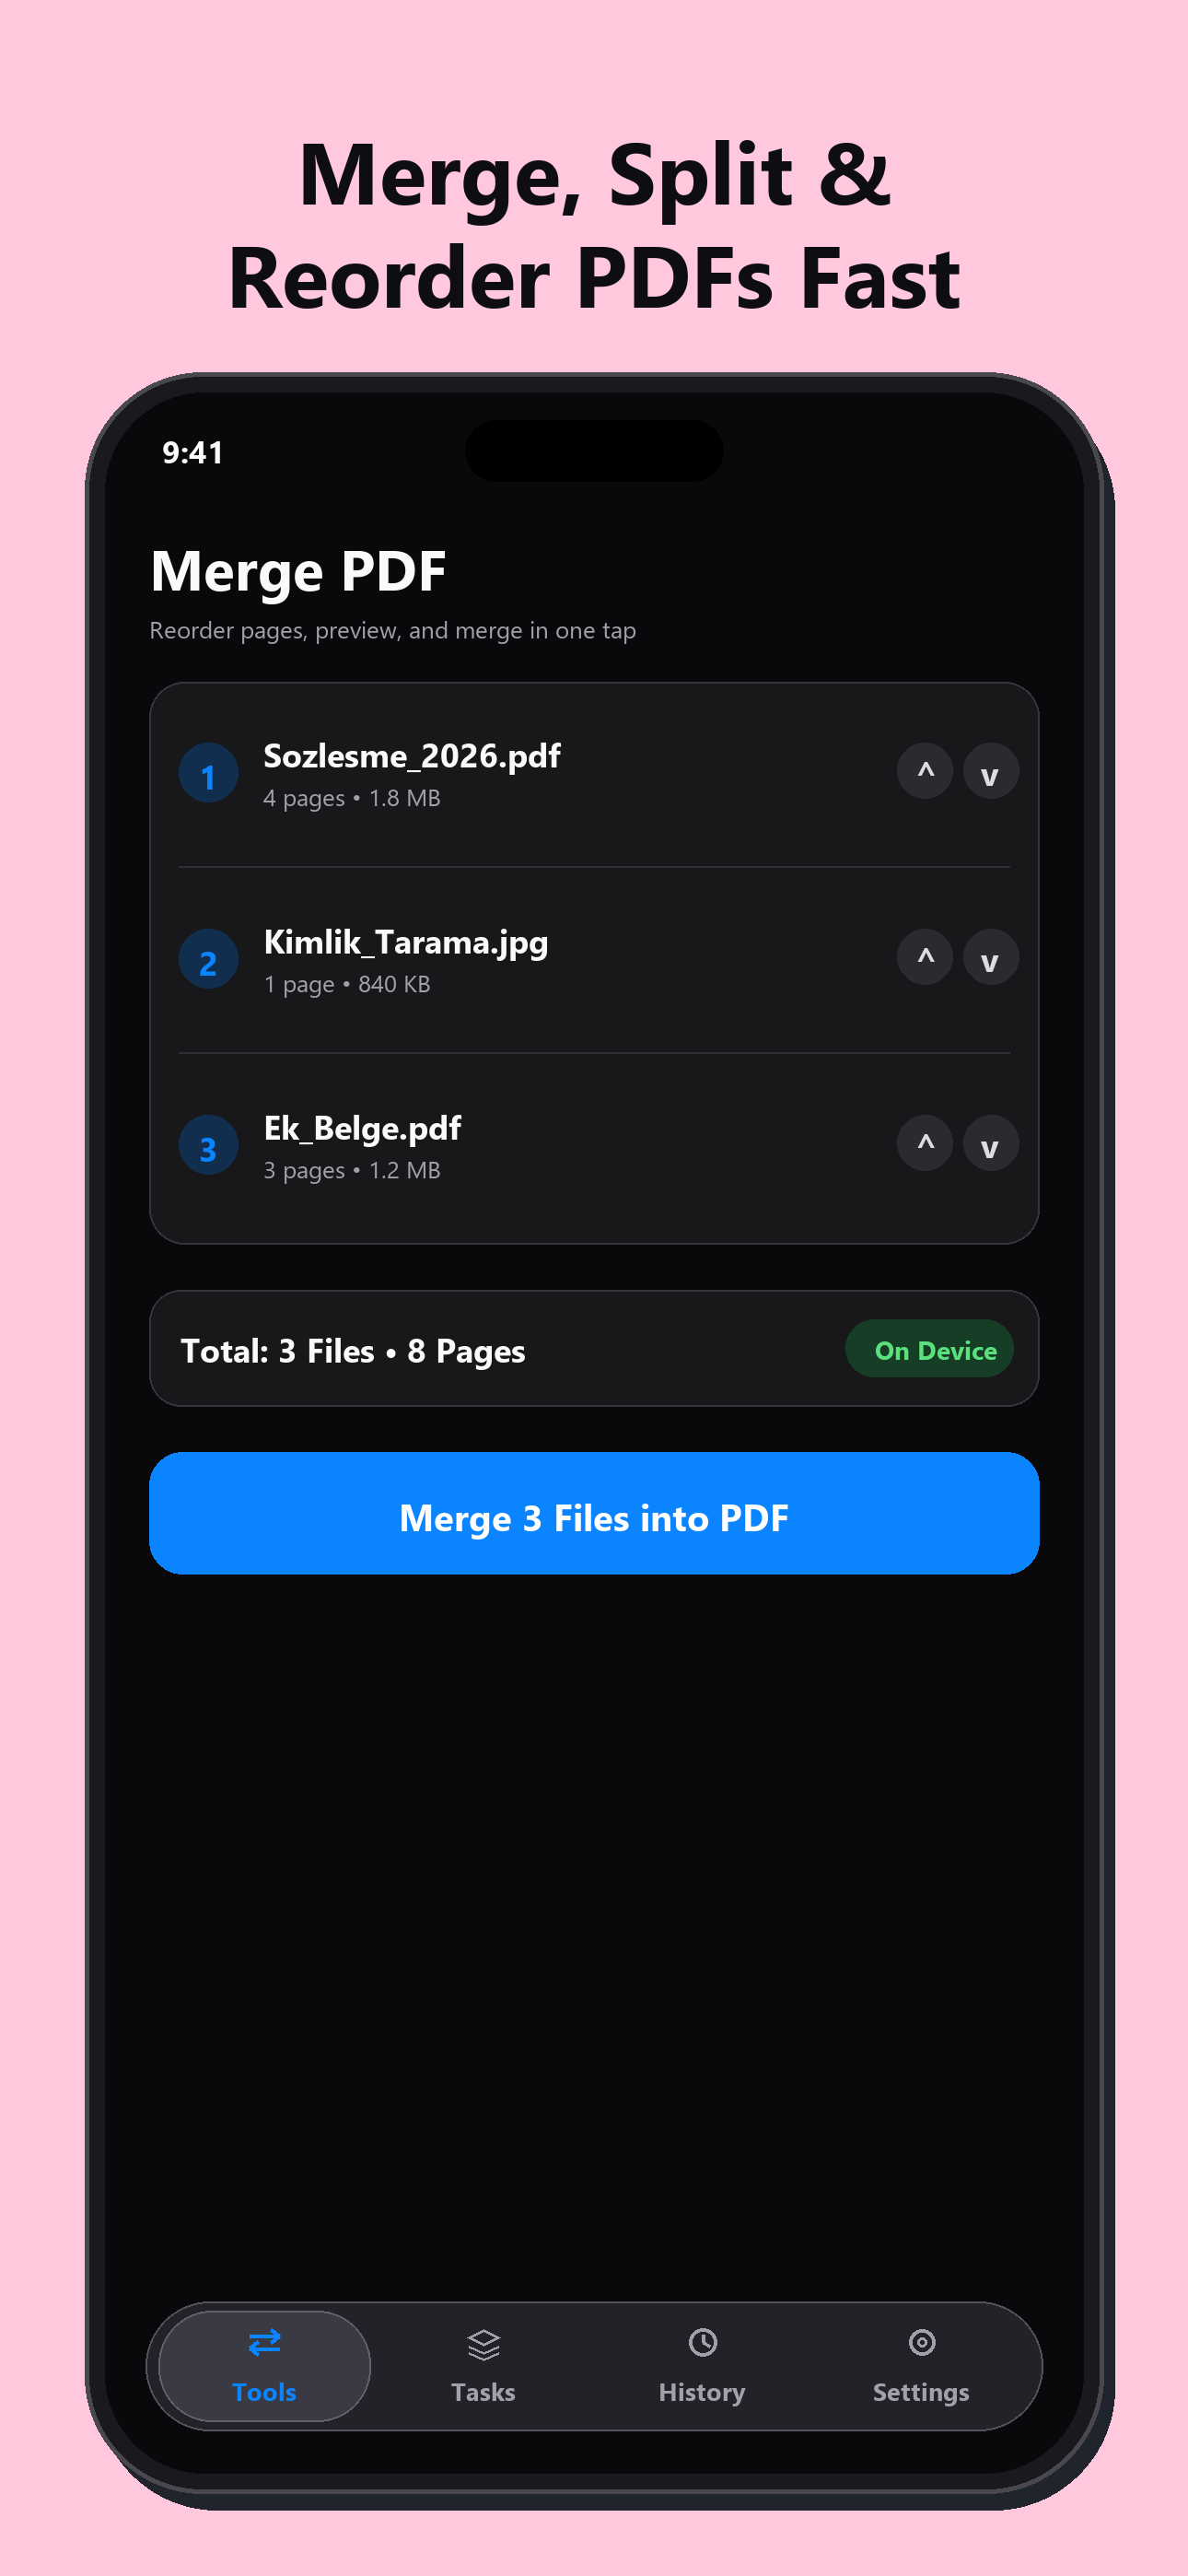 Merge, Split &
Reorder PDFs Fast
9:41
Merge PDF
Reorder pages, preview, and merge in one tap
1
Sozlesme_2026.pdf
4 pages • 1.8 MB
^ v
2
Kimlik_Tarama.jpg
1 page • 840 KB
^ v
3
Ek_Belge.pdf
3 pages • 1.2 MB
^ v
Total: 3 Files • 8 Pages
On Device
Merge 3 Files into PDF
Tools
Tasks
History
Settings